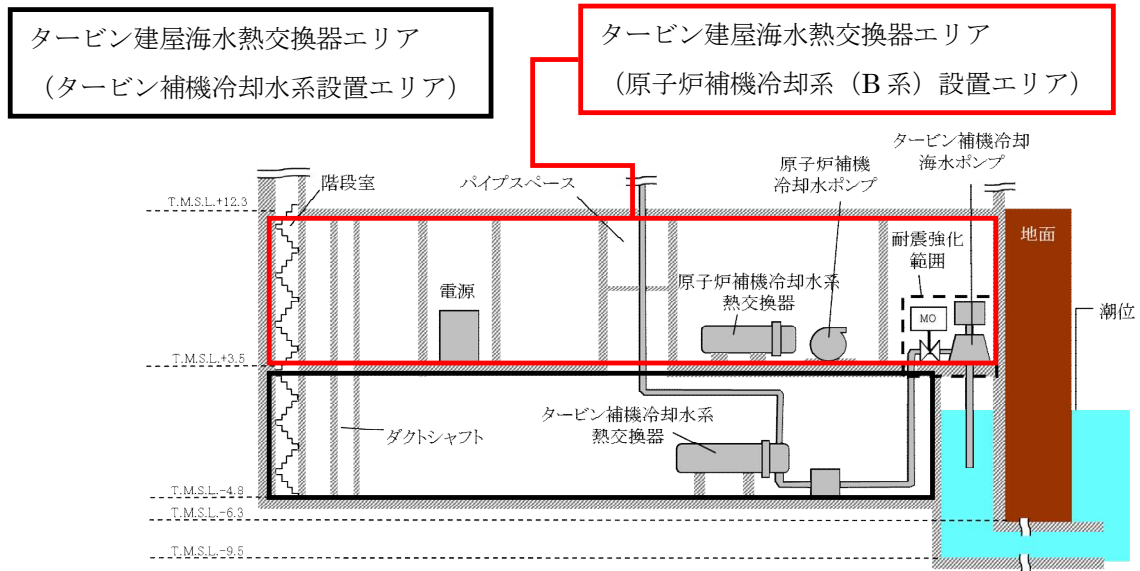 タービン建屋海水熱交換器エリア
（タービン補機冷却水系設置エリア）
タービン建屋海水熱交換器エリア
（原子炉補機冷却系（B 系）設置エリア）
タービン補機冷却
海水ポンプ
原子炉補機
冷却水ポンプ
階段室
パイプスペース
T.M.S.L.+12.3
地面
耐震強化
範囲
電源
原子炉補機冷却水系
熱交換器
MO
潮位
T.M.S.L.+3.5
タービン補機冷却水系
熱交換器
ダクトシャフト
T.M.S.L.-4.8
T.M.S.L.-6.3
T.M.S.L.-9.5